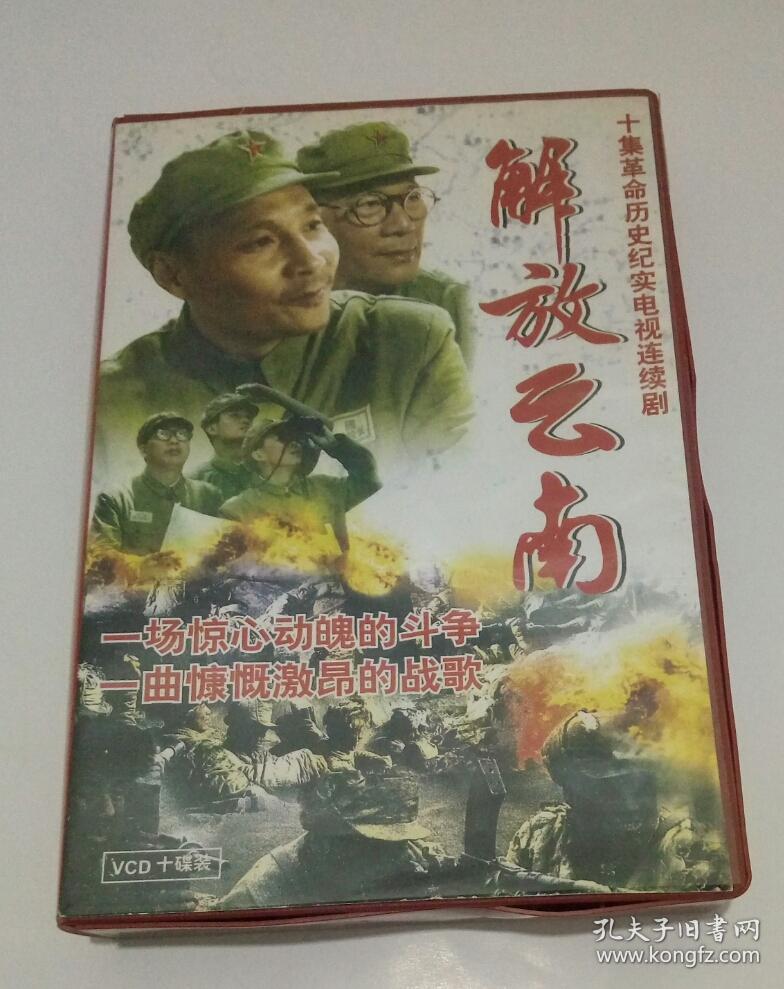 十集革命历史纪实电视连续剧
解放云南
一场惊心动魄的斗争
一曲慷慨激昂的战歌
VCD 十碟装
孔夫子旧书网
www.kongfz.com